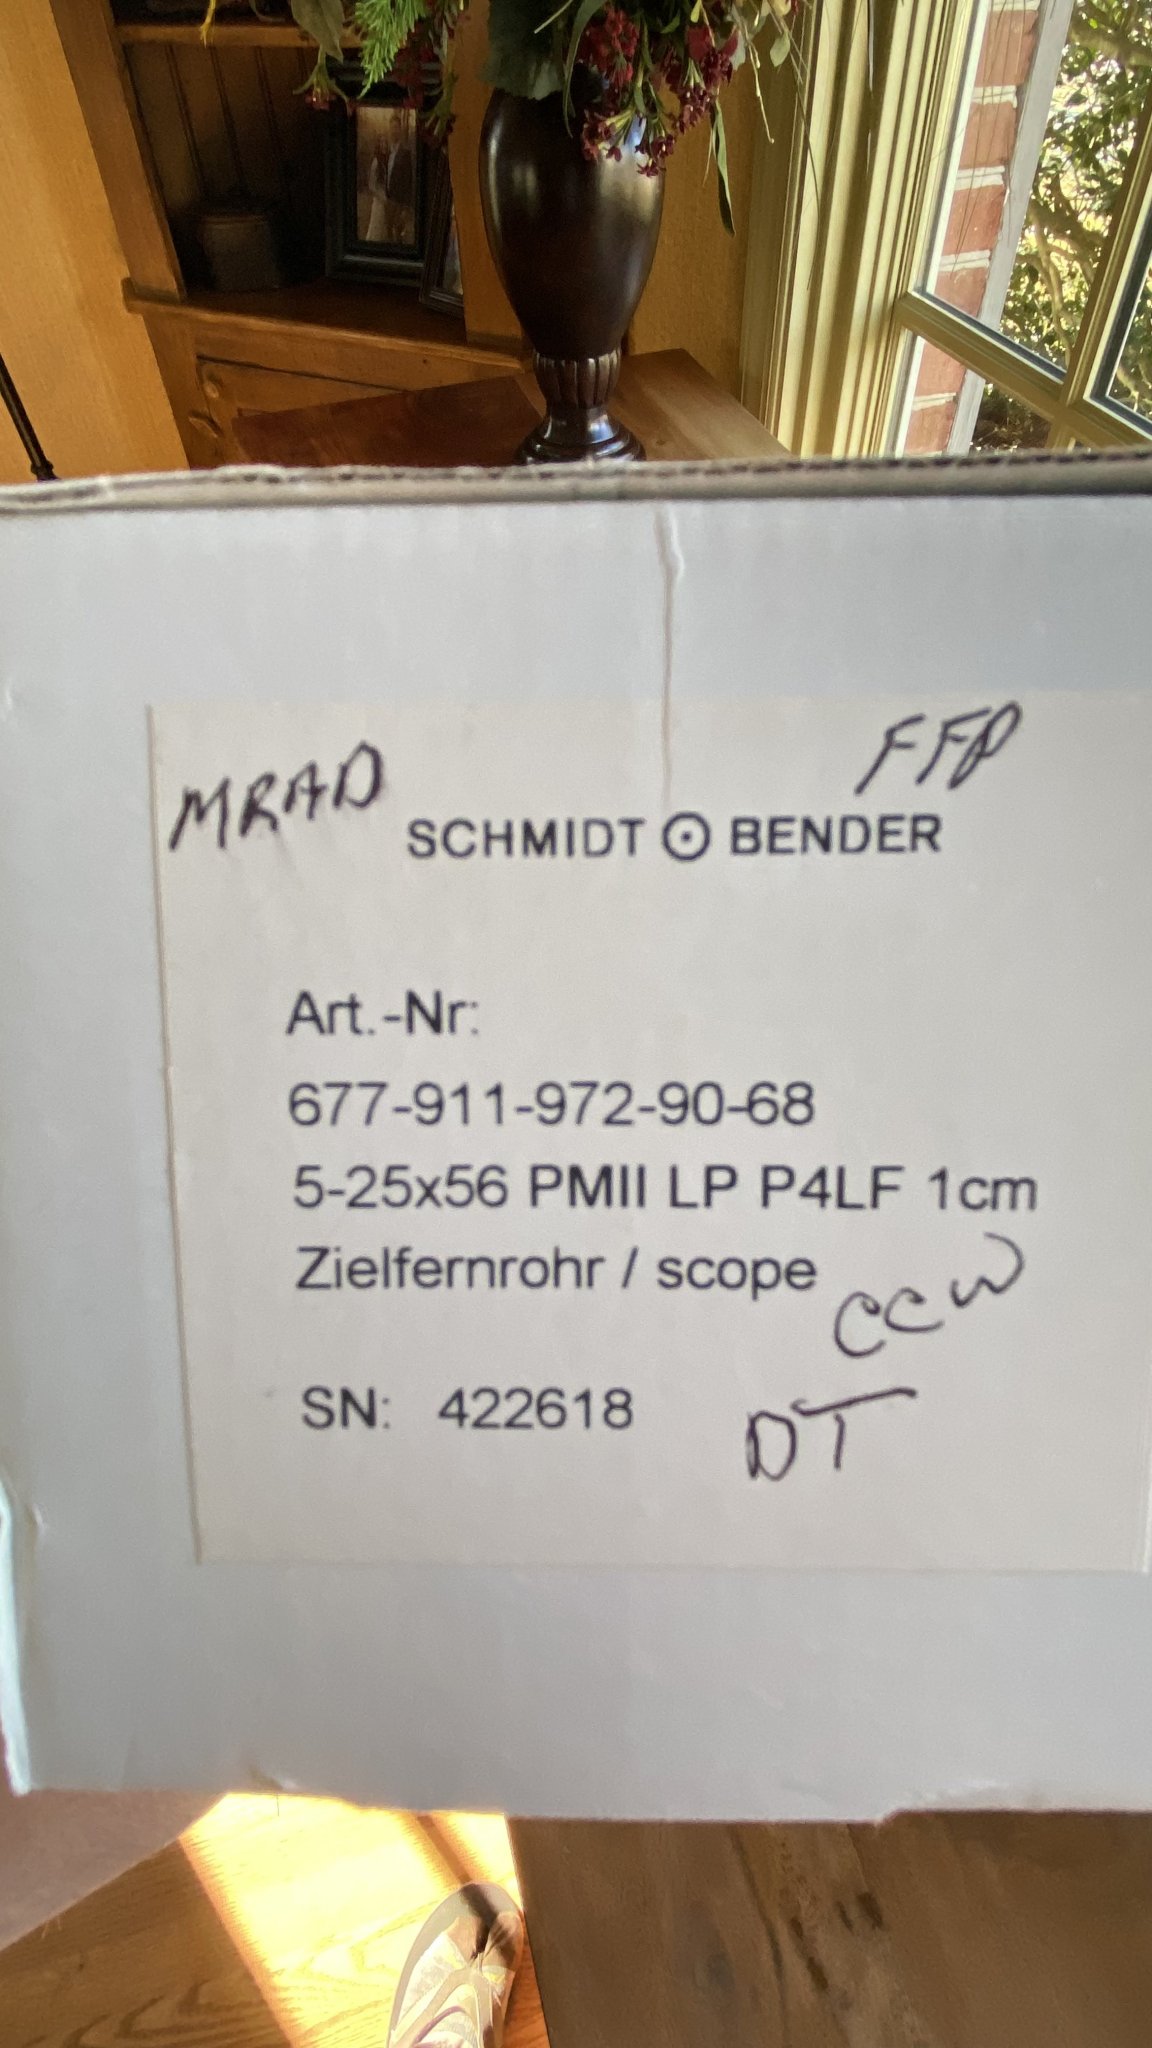 MRAD
FFP
SCHMIDT BENDER
Art.-Nr:
677-911-972-90-68
5-25x56 PMII LP P4LF 1cm
Zielfernrohr / scope
CCW
SN: 422618
DT